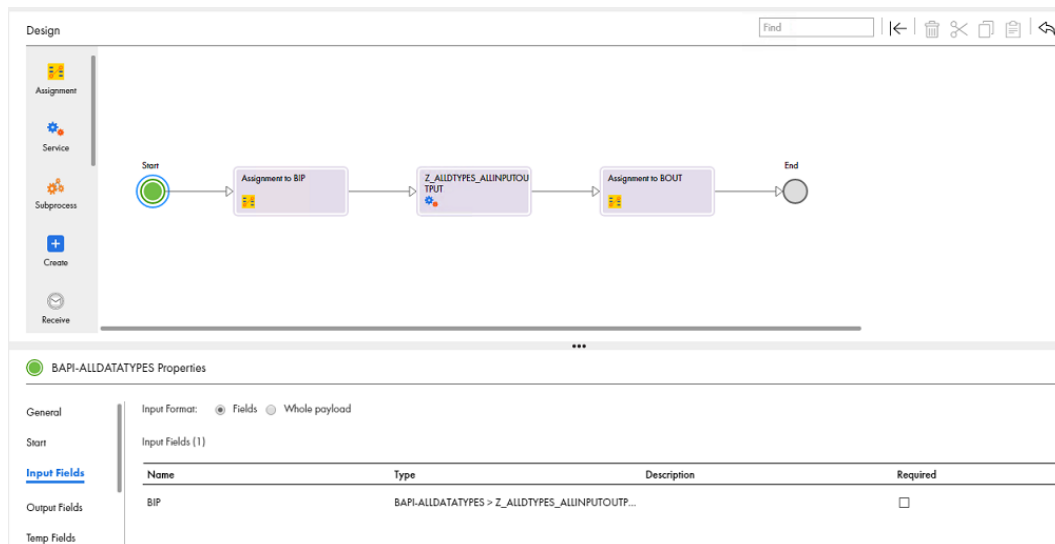 Design
Find
Assignment
Service
Subprocess
Create
Receive
Start
Assignment to BIP
Z_ALLDTYPES_ALLINPUTOU
TPUT
Assignment to BOUT
End
BAPI-ALLDATATYPES Properties
General
Start
Input Fields
Output Fields
Temp Fields
Input Format: Fields Whole payload
Input Fields (1)
Name Type Description Required
BIP BAPI-ALLDATATYPES > Z_ALLDTYPES_ALLINPUTOUTP...